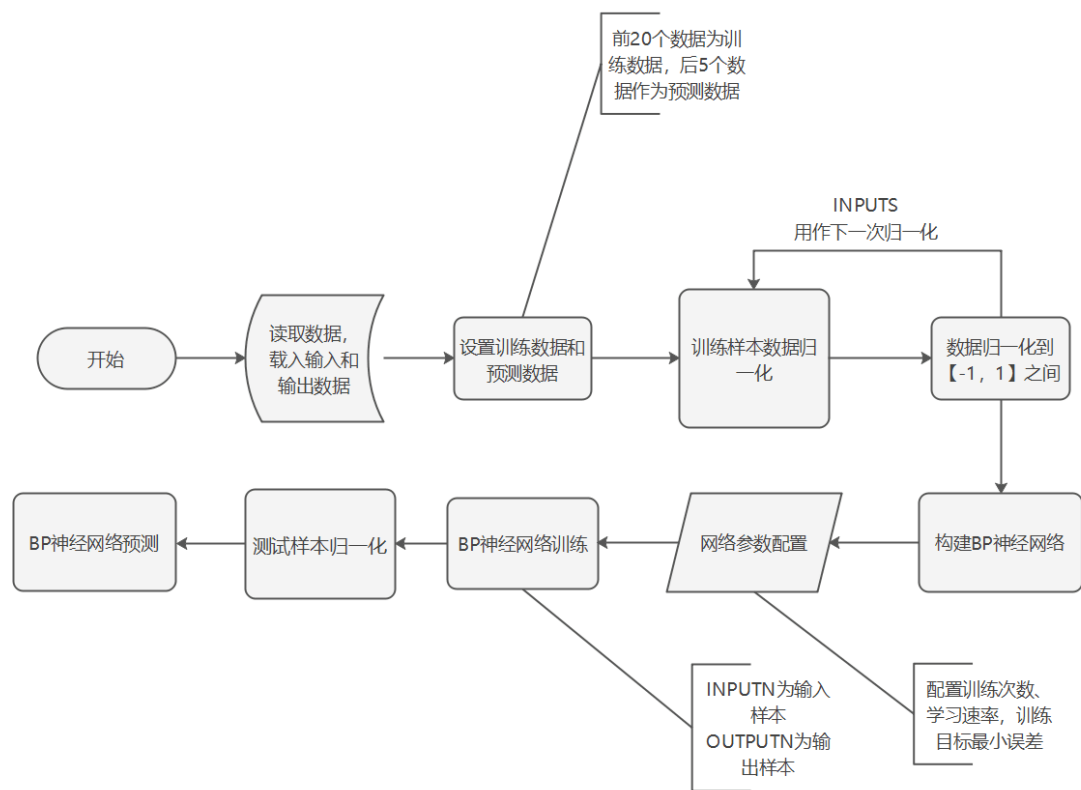 前20个数据为训
练数据，后5个数
据作为预测数据
INPUTS
用作下一次归一化
开始
读取数据，
载入输入和
输出数据
设置训练数据和
预测数据
训练样本数据归
一化
数据归一化到
【-1，1】之间
BP神经网络预测
测试样本归一化
BP神经网络训练
网络参数配置
构建BP神经网络
INPUTN为输入
样本
OUTPUTN为输
出样本
配置训练次数、
学习速率，训练
目标最小误差